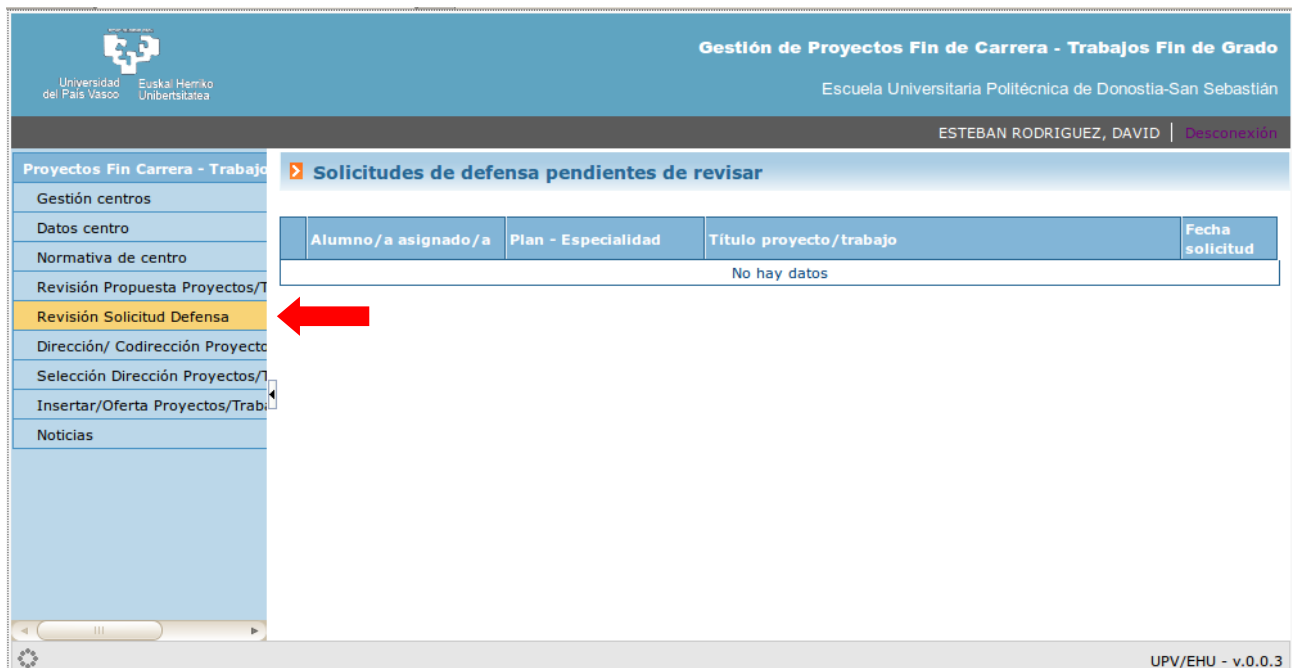 Gestión de Proyectos Fin de Carrera - Trabajos Fin de Grado
Universidad Euskal Herriko
del País Vasco Unibertsitatea
Escuela Universitaria Politécnica de Donostia-San Sebastián
ESTEBAN RODRIGUEZ, DAVID | Desconexión
Proyectos Fin Carrera - Trabajo
Gestión centros
Datos centro
Normativa de centro
Revisión Propuesta Proyectos/T
Revisión Solicitud Defensa
Dirección/ Codirección Proyecto
Selección Dirección Proyectos/T
Insertar/Oferta Proyectos/Traba
Noticias
Solicitudes de defensa pendientes de revisar
Alumno/a asignado/a Plan - Especialidad Título proyecto/trabajo Fecha
solicitud
No hay datos
UPV/EHU - v.0.0.3